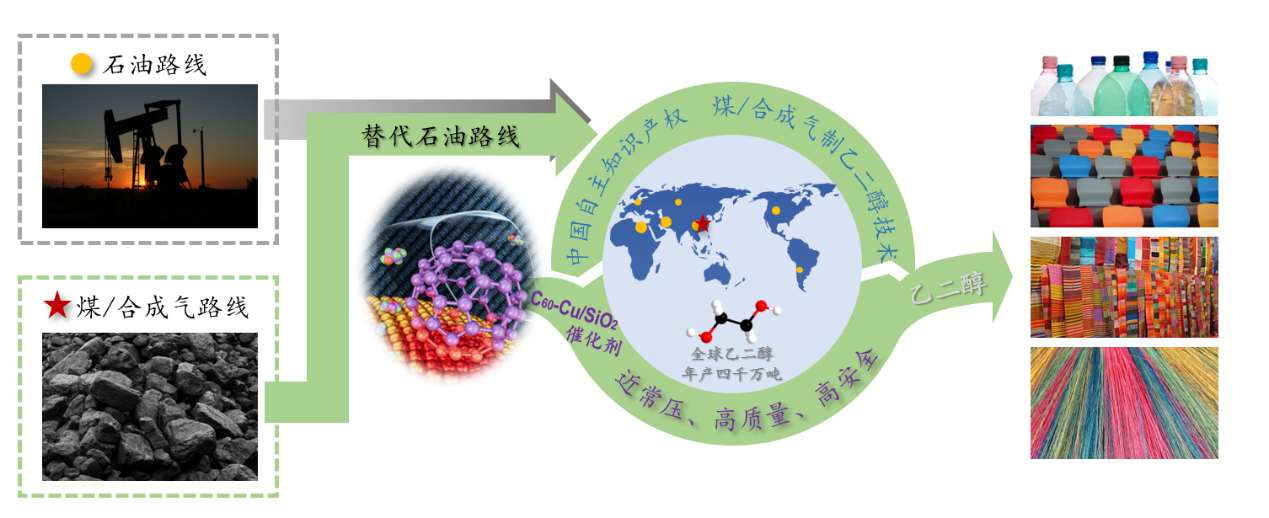 石油路线
煤/合成气路线
替代石油路线
中国自主知识产权 煤/合成气制乙二醇技术
C60-Cu/SiO2
催化剂
全球乙二醇
年产四千万吨
近常压、高质量、高安全
乙二醇